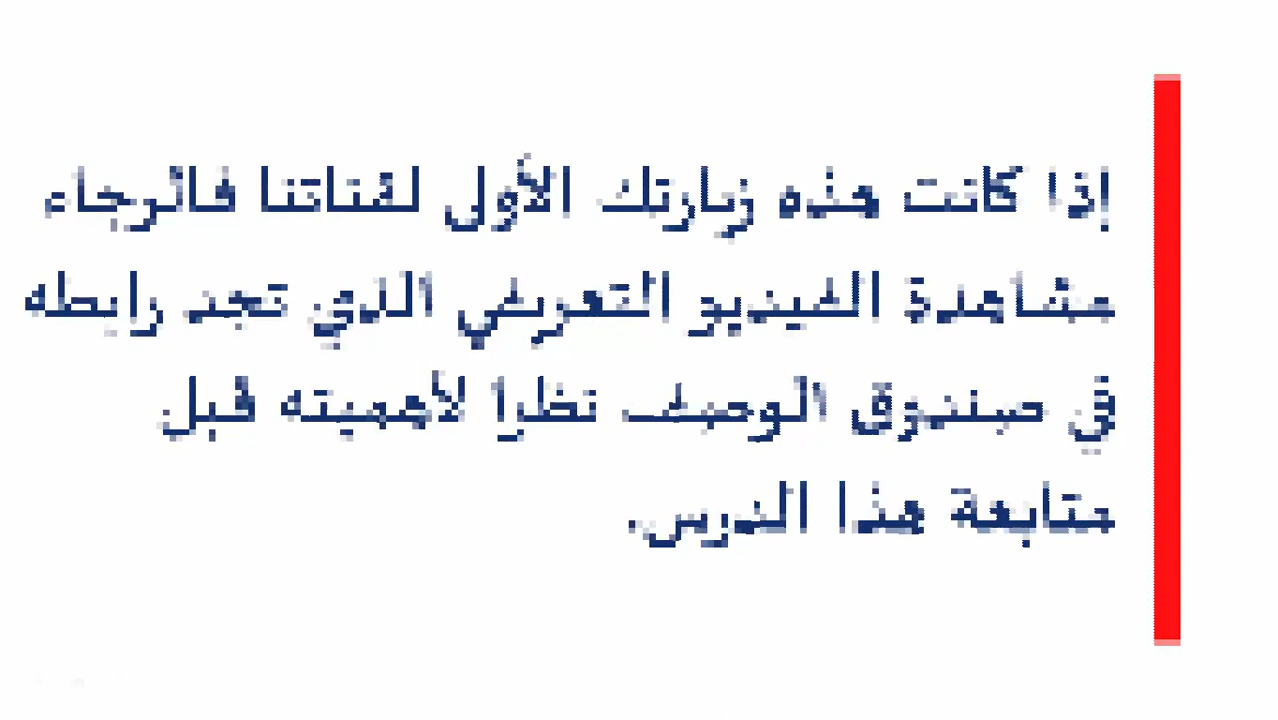 إذا كانت هذه زيارتك الأولى لقناتنا فالرجاء
مشاهدة الفيديو التعريفي الذي تجد رابطه
في صندوق الوصف نظرا لأهميته قبل
متابعة هذا الدرس.